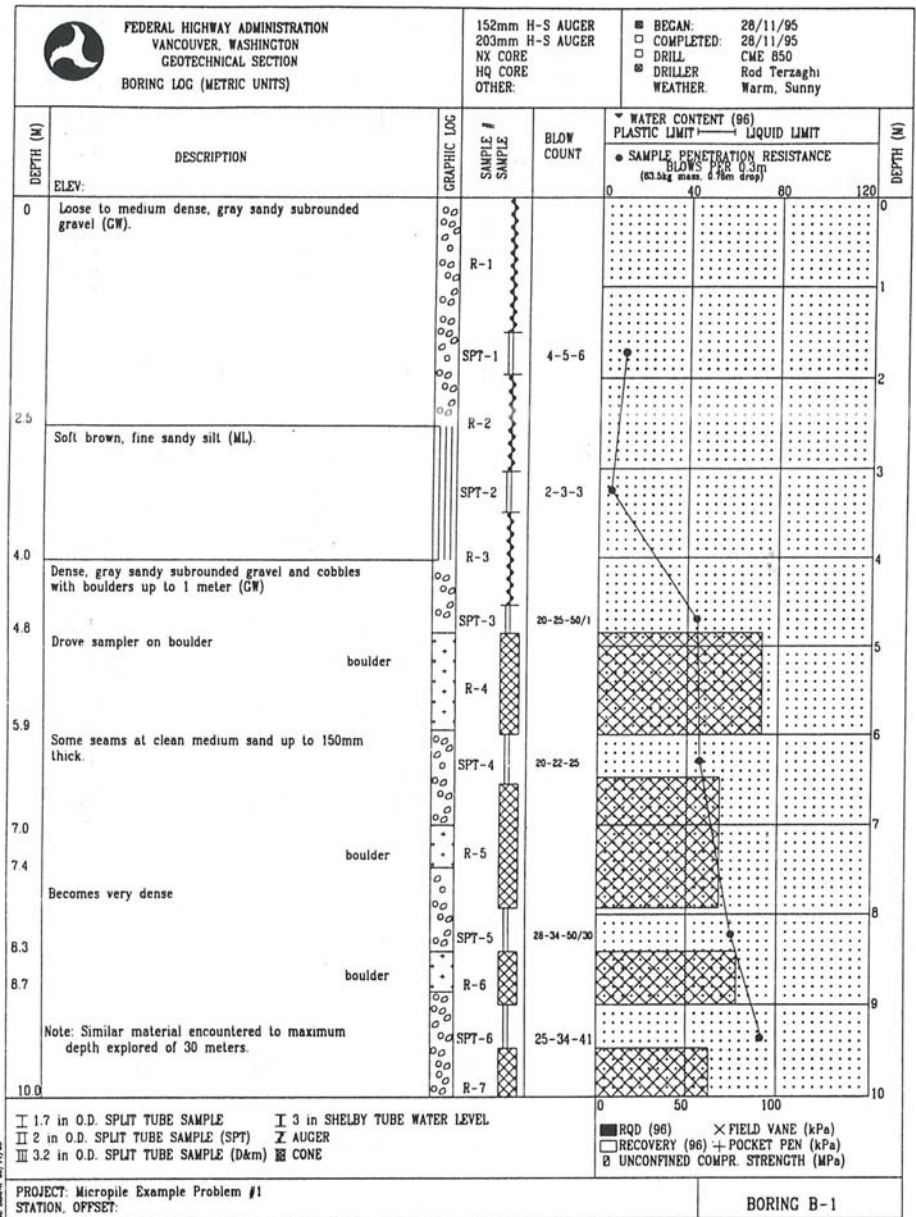 FEDERAL HIGHWAY ADMINISTRATION
VANCOUVER, WASHINGTON
GEOTECHNICAL SECTION
BORING LOG (METRIC UNITS)
152mm H-S AUGER
203mm H-S AUGER
NX CORE
HQ CORE
OTHER:
BEGAN: 28/11/95
COMPLETED: 28/11/95
DRILL CME 850
DRILLER Rod Terzaghi
WEATHER. Warm, Sunny
DEPTH (M)
DESCRIPTION
ELEV:
GRAPHIC LOG
SAMPLE #
SAMPLE
BLOW
COUNT
WATER CONTENT (96)
PLASTIC LIMIT LIQUID LIMIT
SAMPLE PENETRATION RESISTANCE
BLOWS PER 0.3m
(63.5kg mass, 0.76m drop)
0 40 80 120
DEPTH (M)
0 Loose to medium dense, gray sandy subrounded
gravel (GW).
0
R-1
1
SPT-1 4-5-6
2
2.5
R-2
Soft brown, fine sandy silt (ML).
3
SPT-2 2-3-3
4.0
R-3
4
Dense, gray sandy subrounded gravel and cobbles
with boulders up to 1 meter (GW)
4.8
SPT-3 20-25-50/1
Drove sampler on boulder
5
boulder
R-4
5.9
Some seams at clean medium sand up to 150mm
thick.
6
SPT-4 20-22-25
7.0
7
boulder
R-5
7.4
Becomes very dense
8
8.3
SPT-5 28-34-50/30
8.7
boulder
R-6
9
Note: Similar material encountered to maximum
depth explored of 30 meters.
SPT-6 25-34-41
10.0
R-7
10
0 50 100
1.7 in O.D. SPLIT TUBE SAMPLE 3 in SHELBY TUBE WATER LEVEL
2 in O.D. SPLIT TUBE SAMPLE (SPT) AUGER
3.2 in O.D. SPLIT TUBE SAMPLE (D&m) CONE
RQD (96) FIELD VANE (kPa)
RECOVERY (96) POCKET PEN (kPa)
UNCONFINED COMPR. STRENGTH (MPa)
PROJECT: Micropile Example Problem #1
STATION, OFFSET:
BORING B-1